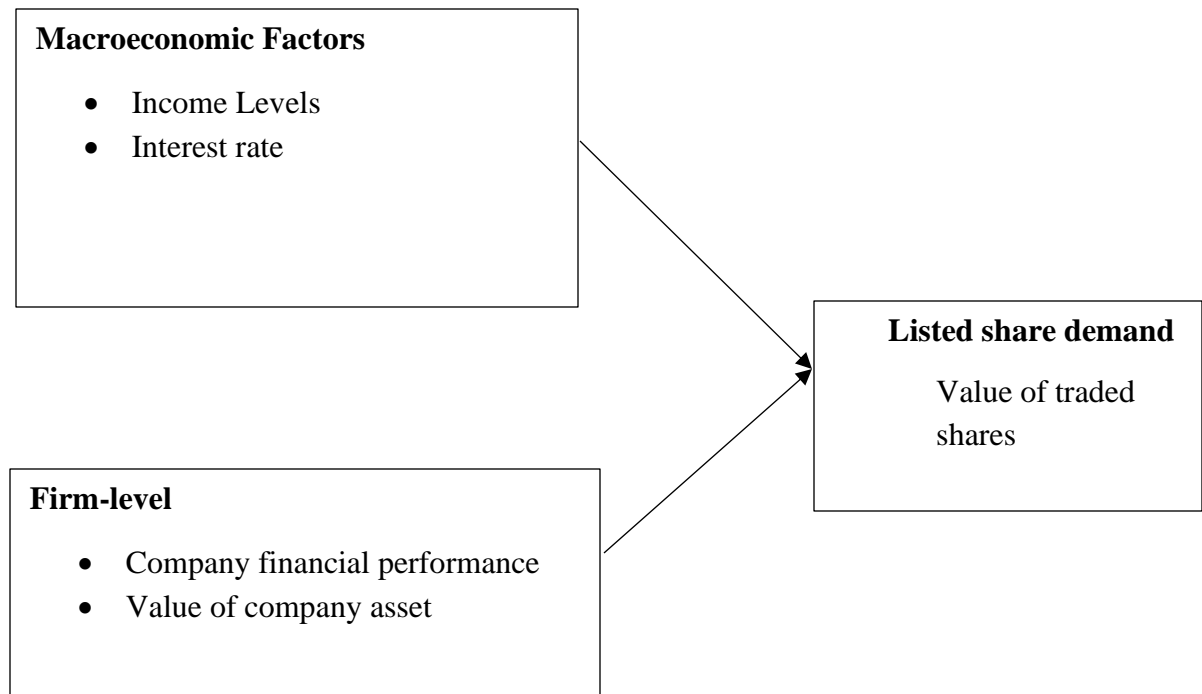 Macroeconomic Factors
• Income Levels
• Interest rate
Listed share demand
Value of traded
shares
Firm-level
• Company financial performance
• Value of company asset